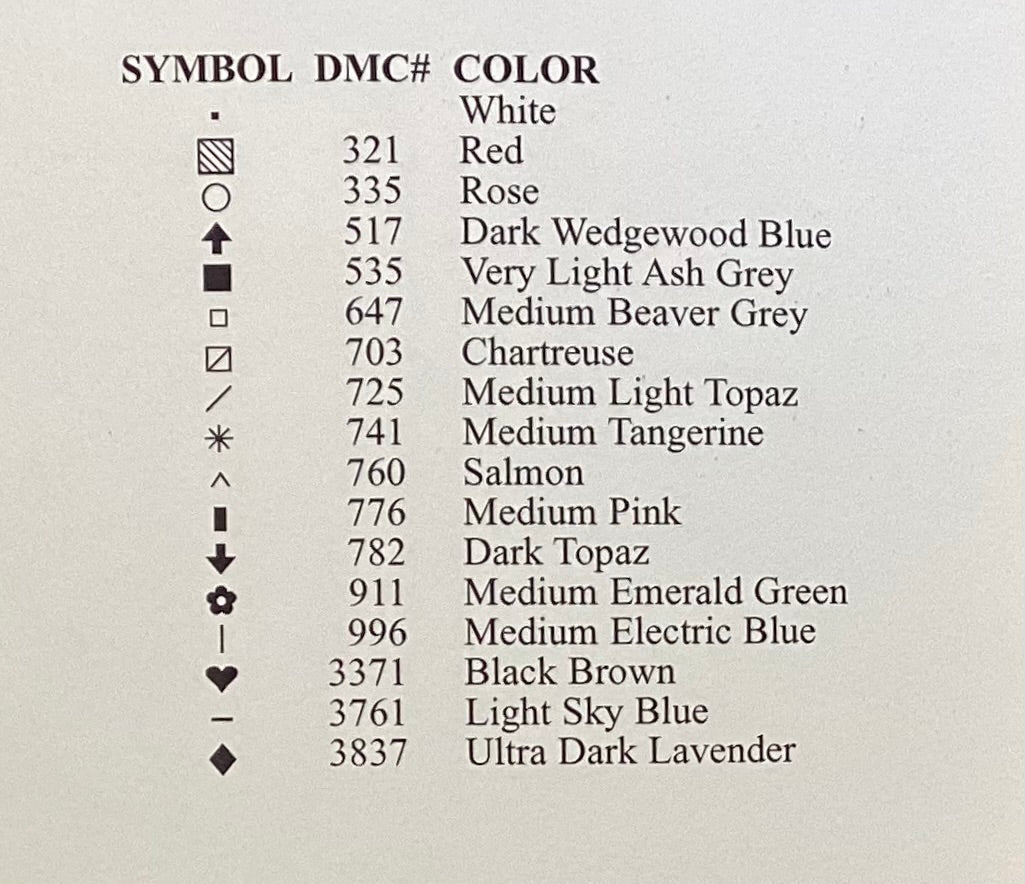 SYMBOL DMC# COLOR
▪ White
▧ 321 Red
○ 335 Rose
🡅 517 Dark Wedgewood Blue
■ 535 Very Light Ash Grey
□ 647 Medium Beaver Grey
⧄ 703 Chartreuse
/ 725 Medium Light Topaz
✳ 741 Medium Tangerine
^ 760 Salmon
▮ 776 Medium Pink
🡇 782 Dark Topaz
✿ 911 Medium Emerald Green
| 996 Medium Electric Blue
♥ 3371 Black Brown
– 3761 Light Sky Blue
◆ 3837 Ultra Dark Lavender